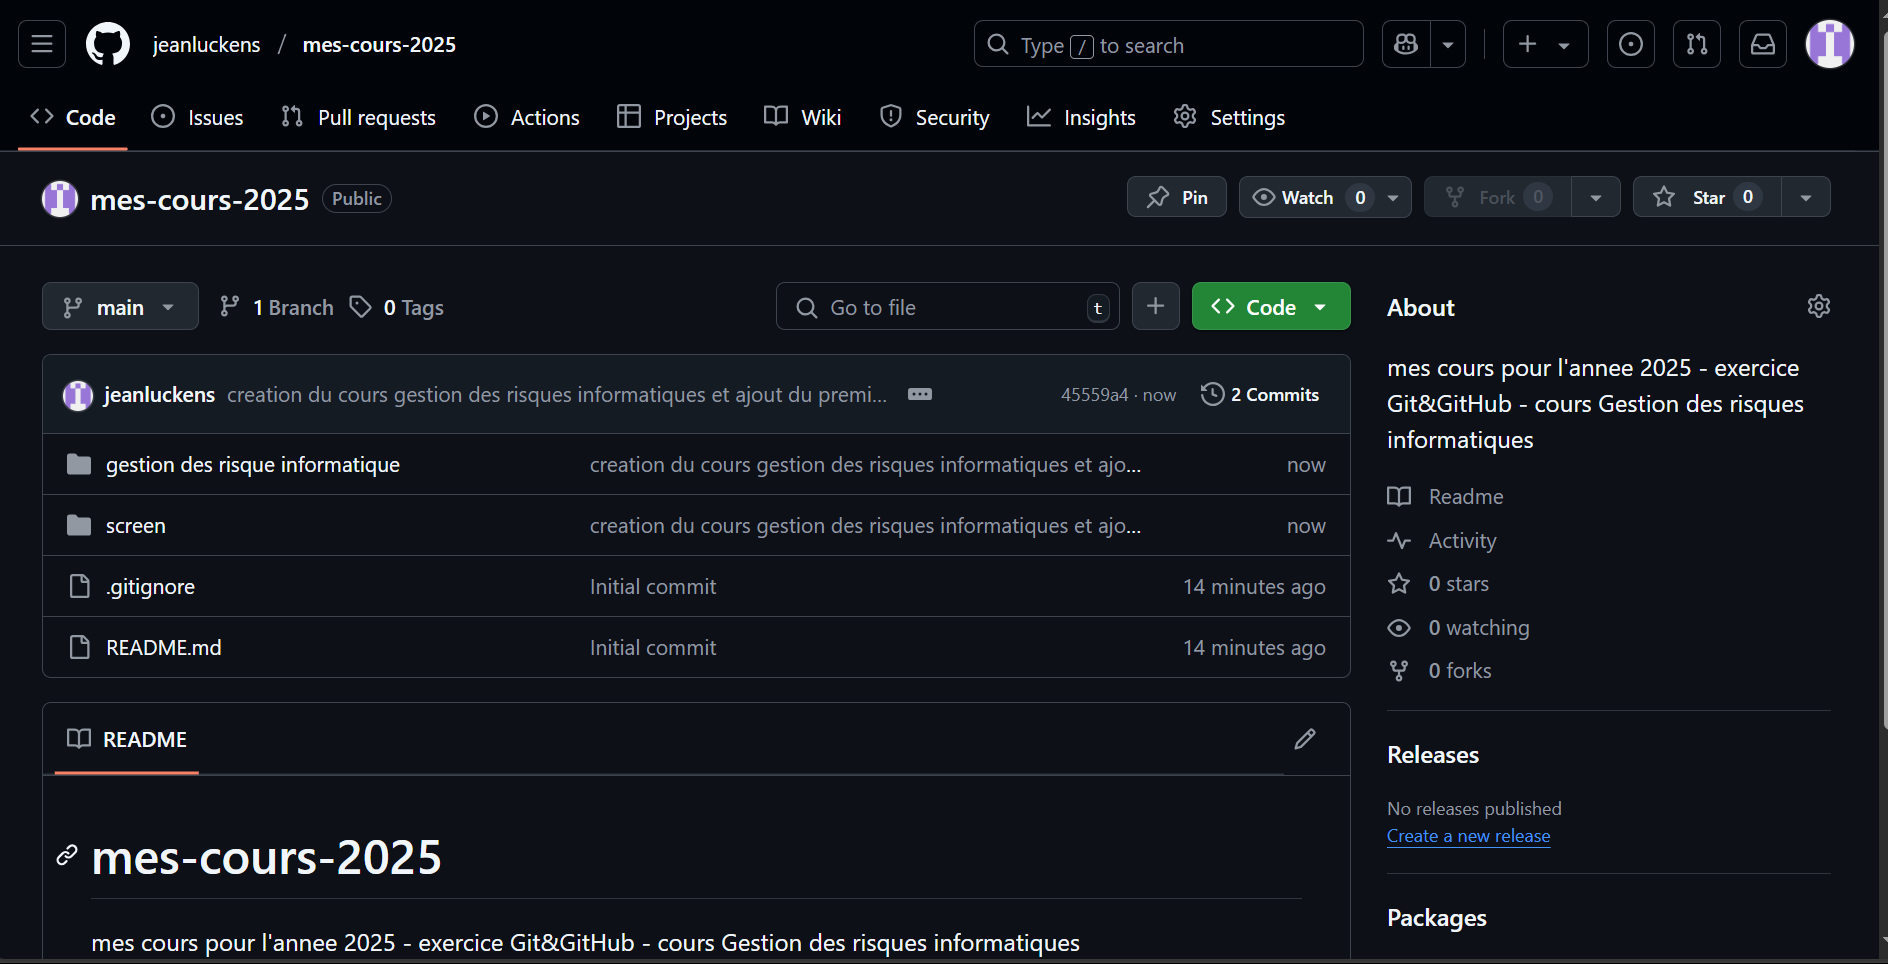 jeanluckens / mes-cours-2025
Type / to search
Code Issues Pull requests Actions Projects Wiki Security Insights Settings
mes-cours-2025 Public
Pin Watch 0 Fork 0 Star 0
main 1 Branch 0 Tags
Go to file t
Code
jeanluckens creation du cours gestion des risques informatiques et ajout du premi... 45559a4 · now 2 Commits
gestion des risque informatique creation du cours gestion des risques informatiques et ajo... now
screen creation du cours gestion des risques informatiques et ajo... now
.gitignore Initial commit 14 minutes ago
README.md Initial commit 14 minutes ago
README
mes-cours-2025
mes cours pour l'annee 2025 - exercice Git&GitHub - cours Gestion des risques informatiques
About
mes cours pour l'annee 2025 - exercice
Git&GitHub - cours Gestion des risques
informatiques
Readme
Activity
0 stars
0 watching
0 forks
Releases
No releases published
Create a new release
Packages